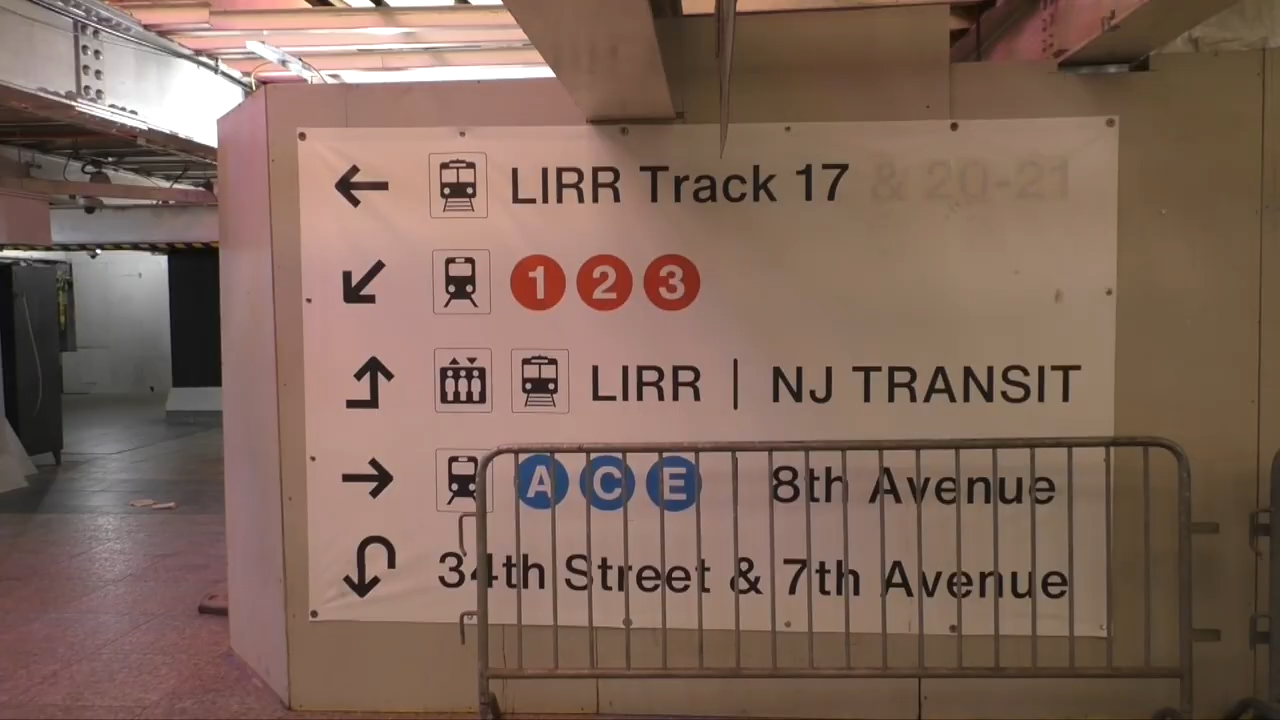 LIRR Track 17 & 20-21
1 2 3
LIRR | NJ TRANSIT
A C E 8th Avenue
34th Street & 7th Avenue